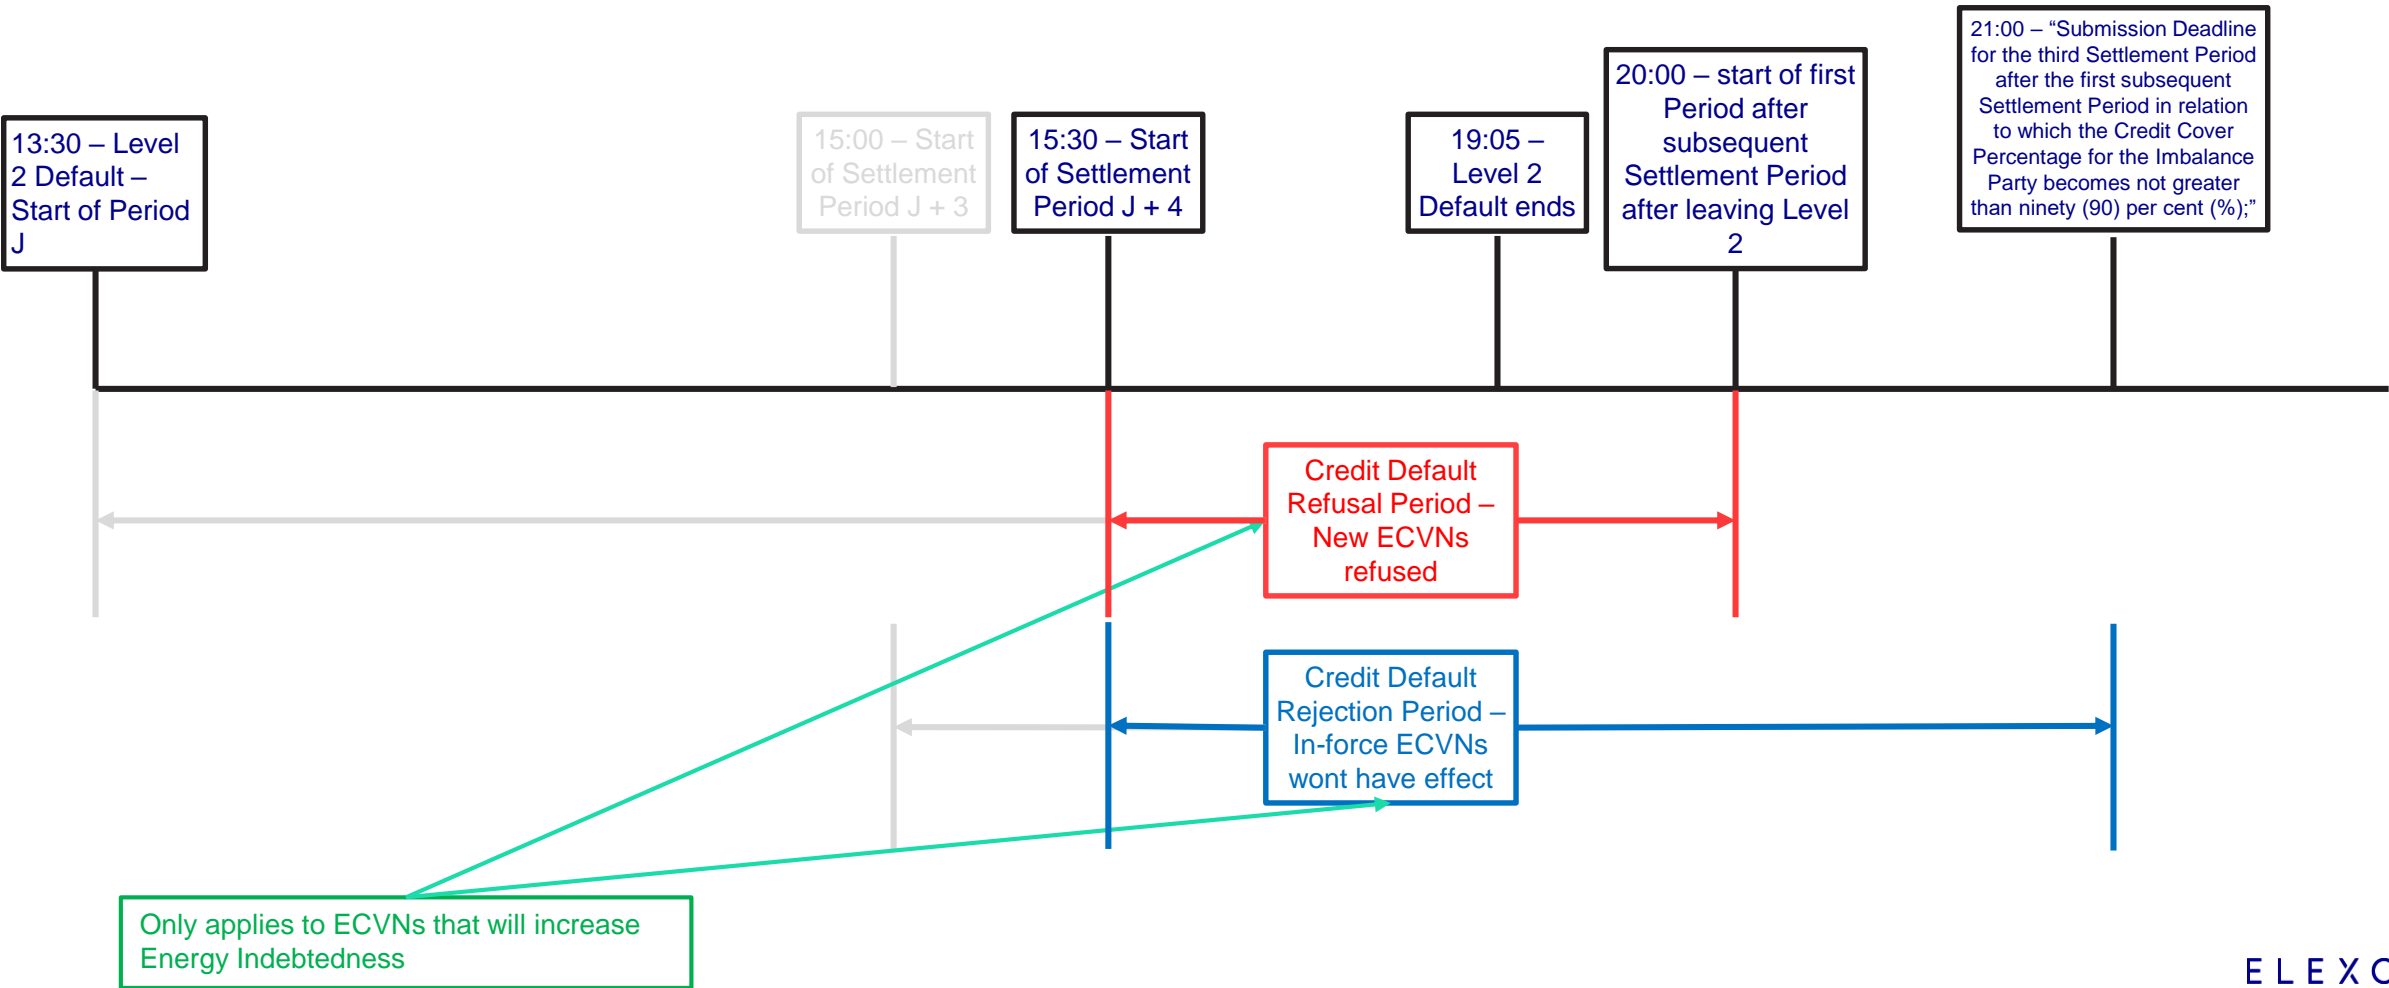 13:30 – Level
2 Default –
Start of Period
J
15:00 – Start
of Settlement
Period J + 3
15:30 – Start
of Settlement
Period J + 4
19:05 –
Level 2
Default ends
20:00 – start of first
Period after
subsequent
Settlement Period
after leaving Level
2
21:00 – “Submission Deadline
for the third Settlement Period
after the first subsequent
Settlement Period in relation
to which the Credit Cover
Percentage for the Imbalance
Party becomes not greater
than ninety (90) per cent (%);”
Credit Default
Refusal Period –
New ECVNs
refused
Credit Default
Rejection Period –
In-force ECVNs
wont have effect
Only applies to ECVNs that will increase
Energy Indebtedness
ELEXO